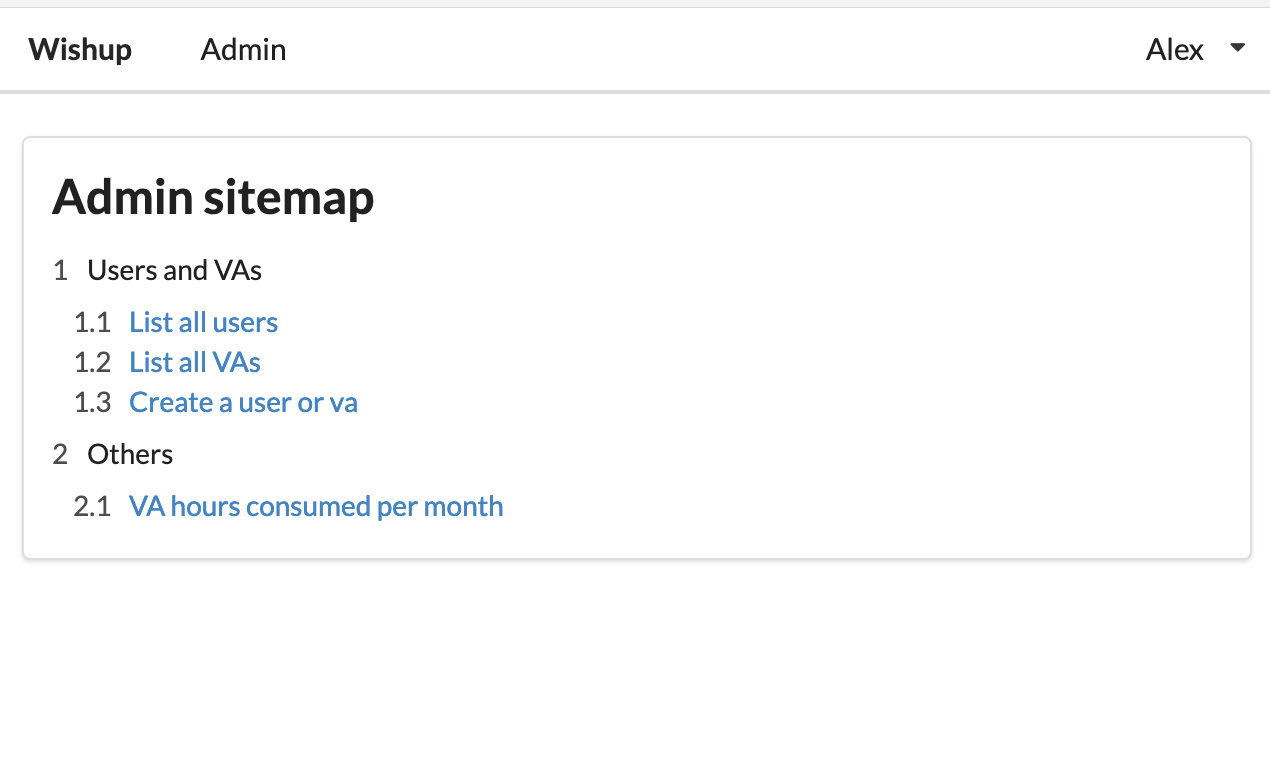 Wishup Admin Alex
Admin sitemap
1 Users and VAs
1.1 List all users
1.2 List all VAs
1.3 Create a user or va
2 Others
2.1 VA hours consumed per month